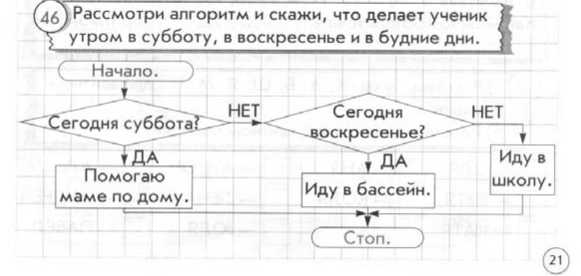 46
Рассмотри алгоритм и скажи, что делает ученик
утром в субботу, в воскресенье и в будние дни.
Начало.
Сегодня суббота?
НЕТ
Сегодня
воскресенье?
НЕТ
ДА
Помогаю
маме по дому.
ДА
Иду в бассейн.
Иду в
школу.
Стоп.
21